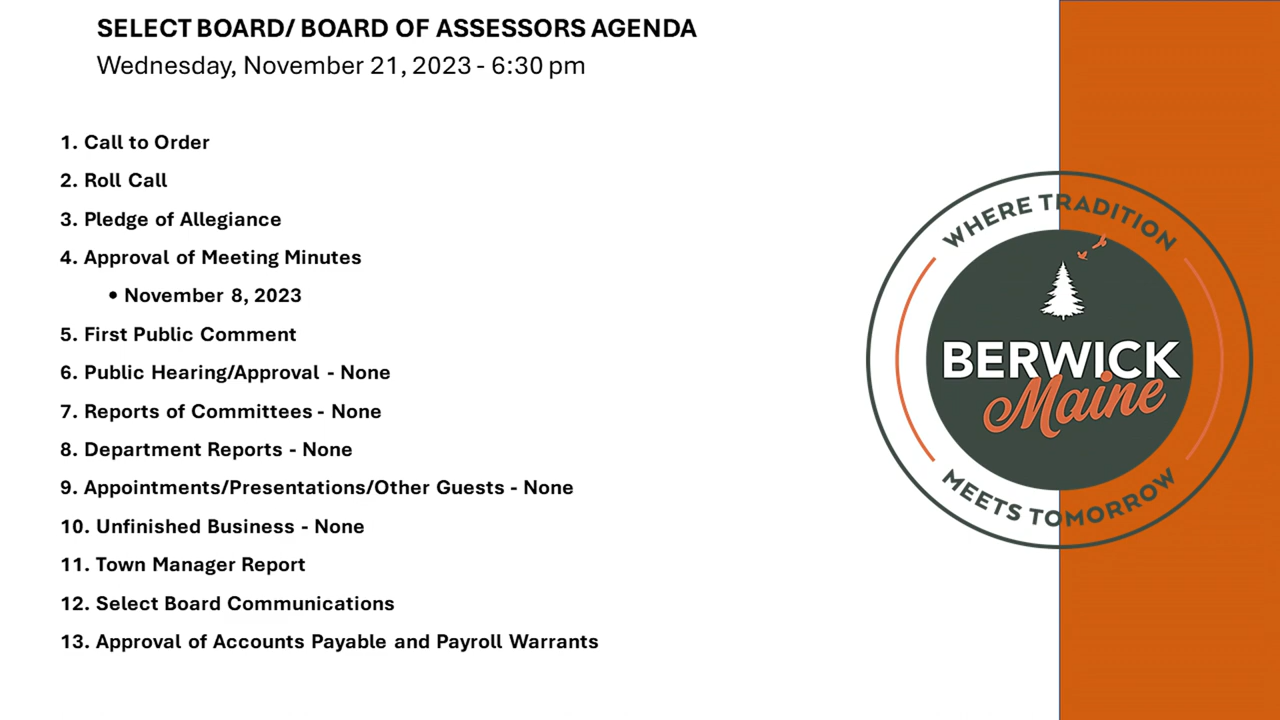 SELECT BOARD/ BOARD OF ASSESSORS AGENDA
Wednesday, November 21, 2023 - 6:30 pm
1. Call to Order
2. Roll Call
3. Pledge of Allegiance
4. Approval of Meeting Minutes
• November 8, 2023
5. First Public Comment
6. Public Hearing/Approval - None
7. Reports of Committees - None
8. Department Reports - None
9. Appointments/Presentations/Other Guests - None
10. Unfinished Business - None
11. Town Manager Report
12. Select Board Communications
13. Approval of Accounts Payable and Payroll Warrants
WHERE TRADITION
BERWICK
Maine
MEETS TOMORROW